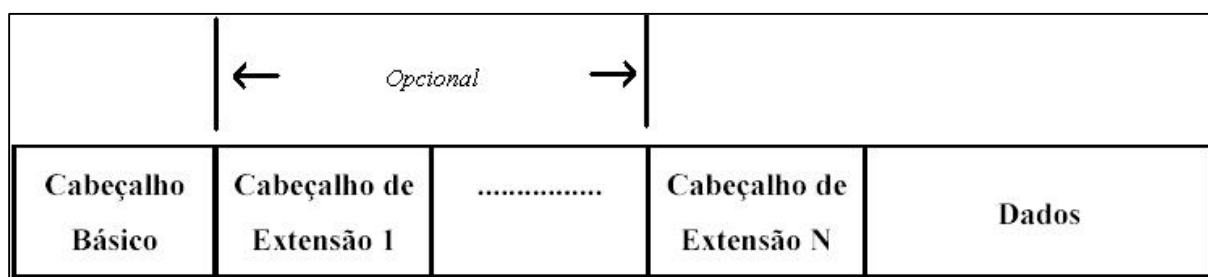 Opcional
Cabeçalho
Básico
Cabeçalho de
Extensão 1
................
Cabeçalho de
Extensão N
Dados